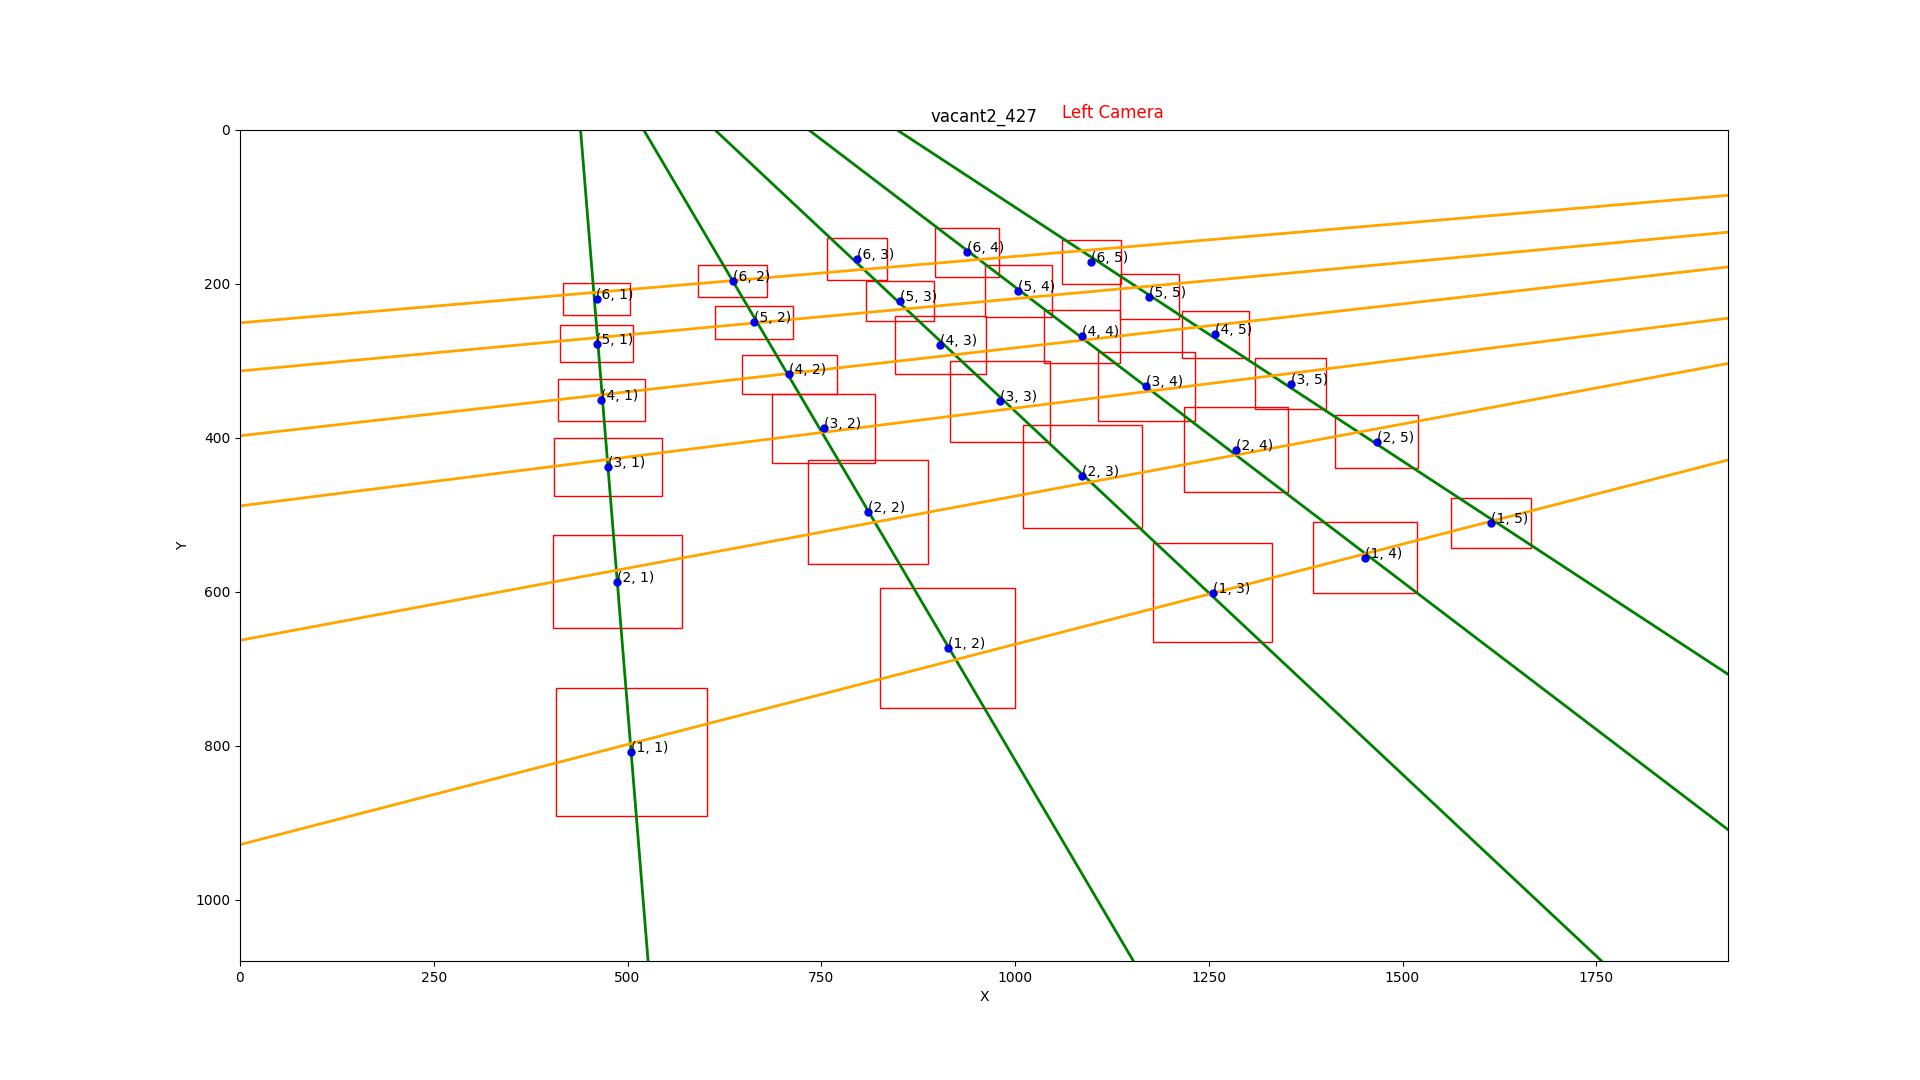 vacant2_427 Left Camera
0
(6, 4)
(6, 3) (6, 5)
(6, 2)
200
(5, 4)
(6, 1) (5, 3) (5, 5)
(5, 2)
(4, 4) (4, 5)
(5, 1) (4, 3)
(4, 2)
(3, 4) (3, 5)
(4, 1) (3, 3)
(3, 2)
400
(2, 4) (2, 5)
(3, 1) (2, 3)
(2, 2)
(1, 5)
Y
(1, 4)
(2, 1)
600
(1, 3)
(1, 2)
800
(1, 1)
1000
0 250 500 750 1000 1250 1500 1750
X